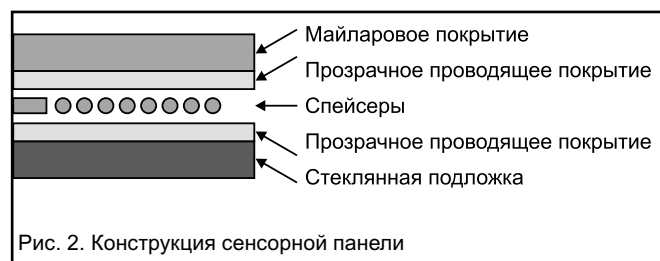 Майларовое покрытие
Прозрачное проводящее покрытие
Спейсеры
Прозрачное проводящее покрытие
Стеклянная подложка
Рис. 2. Конструкция сенсорной панели